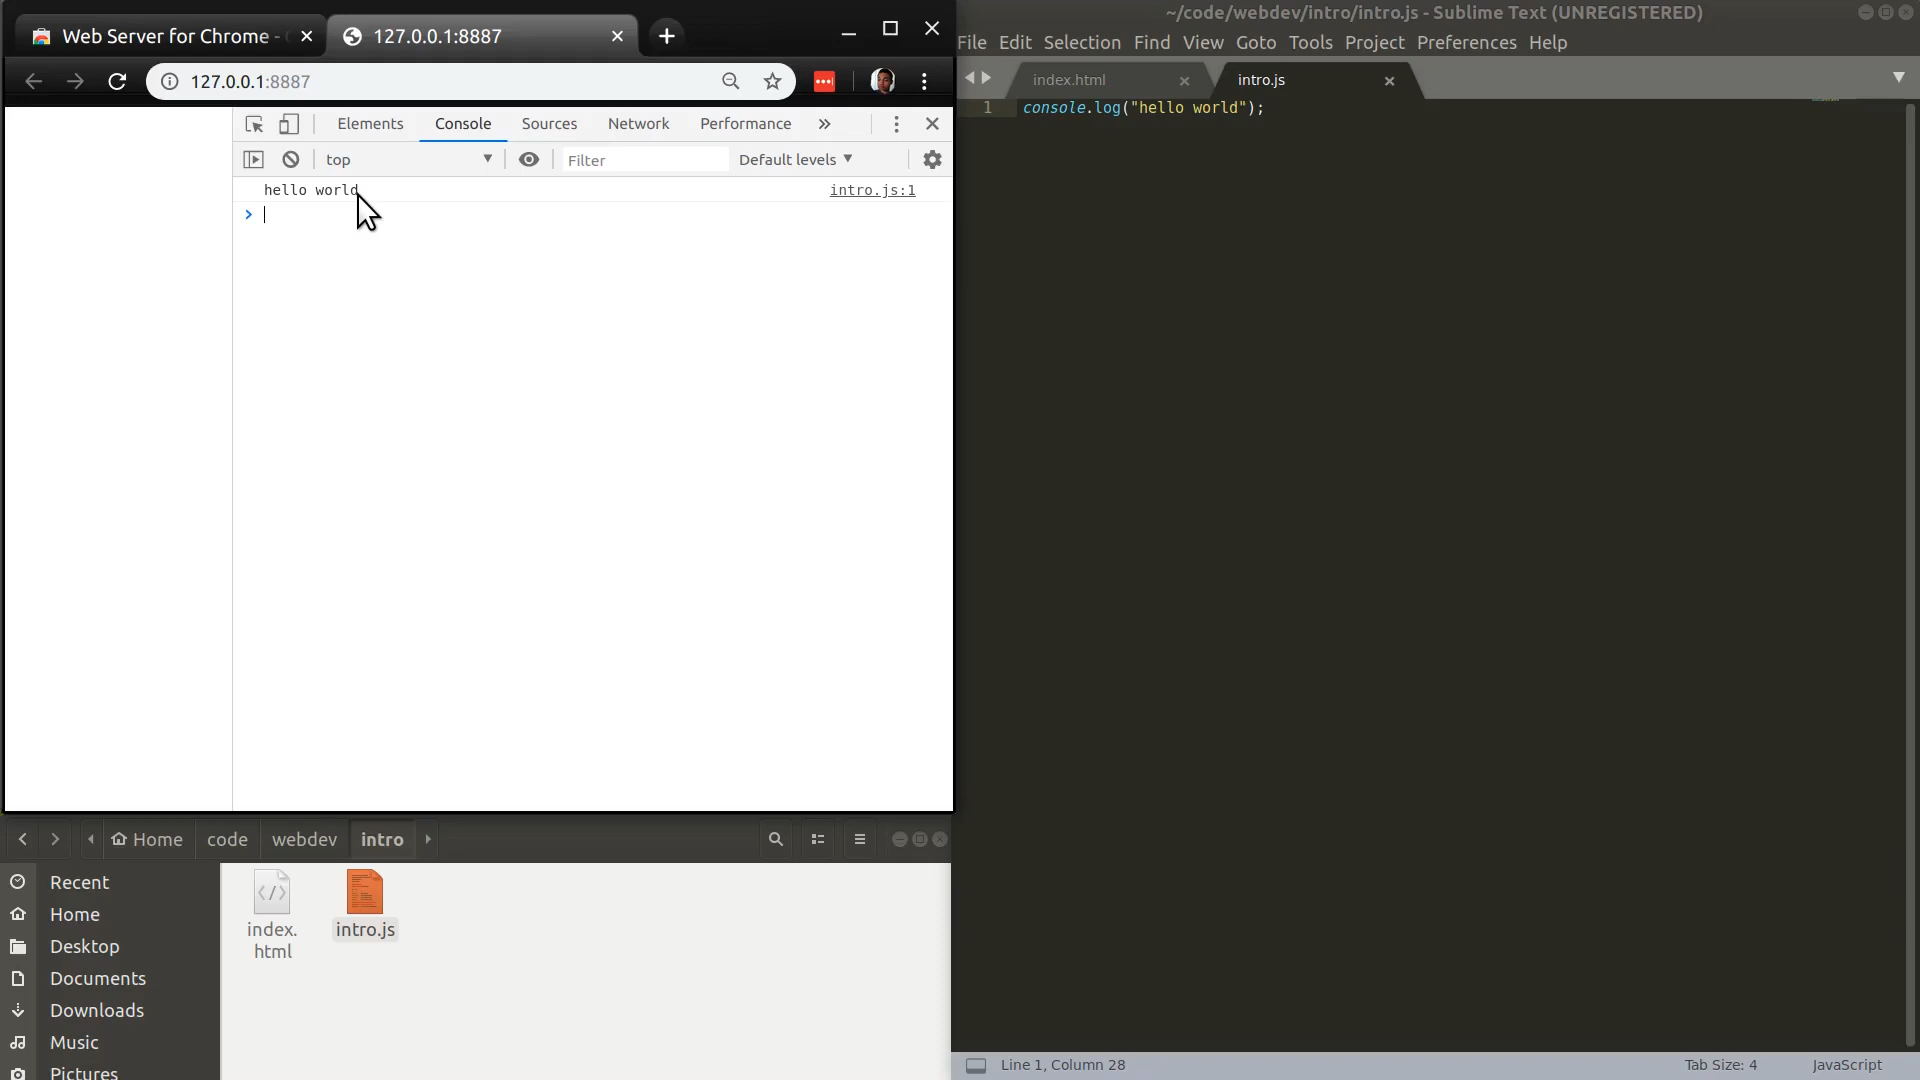 Web Server for Chrome -
127.0.0.1:8887
127.0.0.1:8887
Elements Console Sources Network Performance »
top Filter Default levels
hello world intro.js:1
>
~/code/webdev/intro/intro.js - Sublime Text (UNREGISTERED)
File Edit Selection Find View Goto Tools Project Preferences Help
index.html intro.js
1 console.log("hello world");
Home code webdev intro
Recent
Home
Desktop
Documents
Downloads
Music
Pictures
index.
html
intro.js
Line 1, Column 28 Tab Size: 4 JavaScript